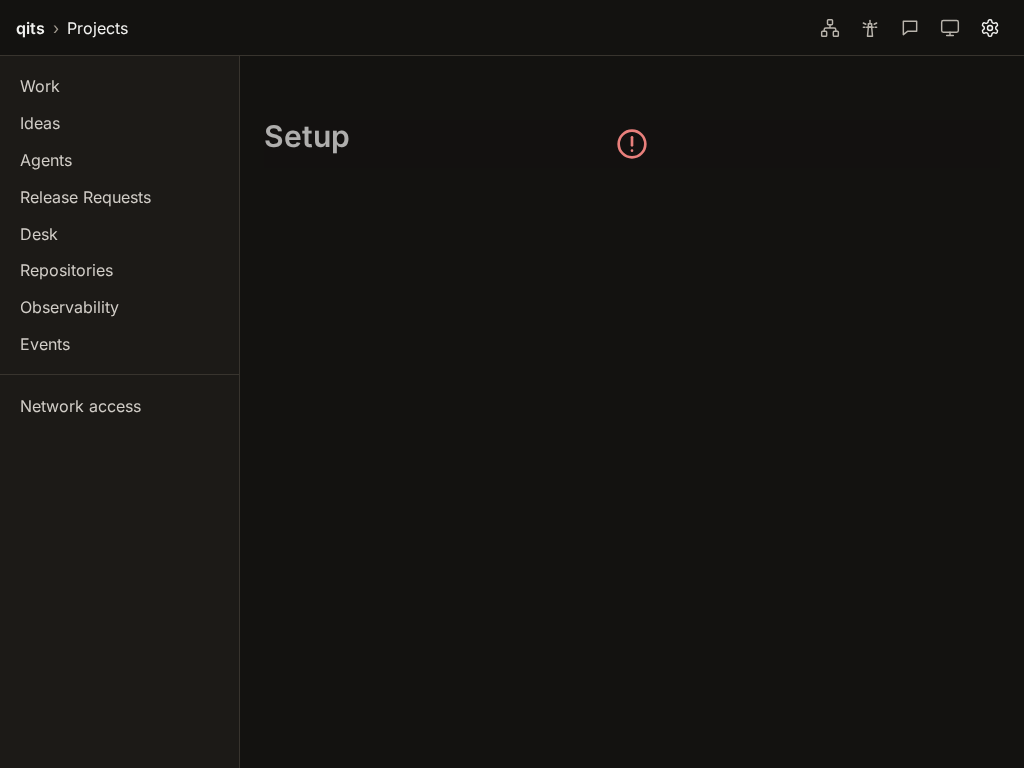 qits › Projects
Work
Ideas
Agents
Release Requests
Desk
Repositories
Observability
Events
Network access
Setup